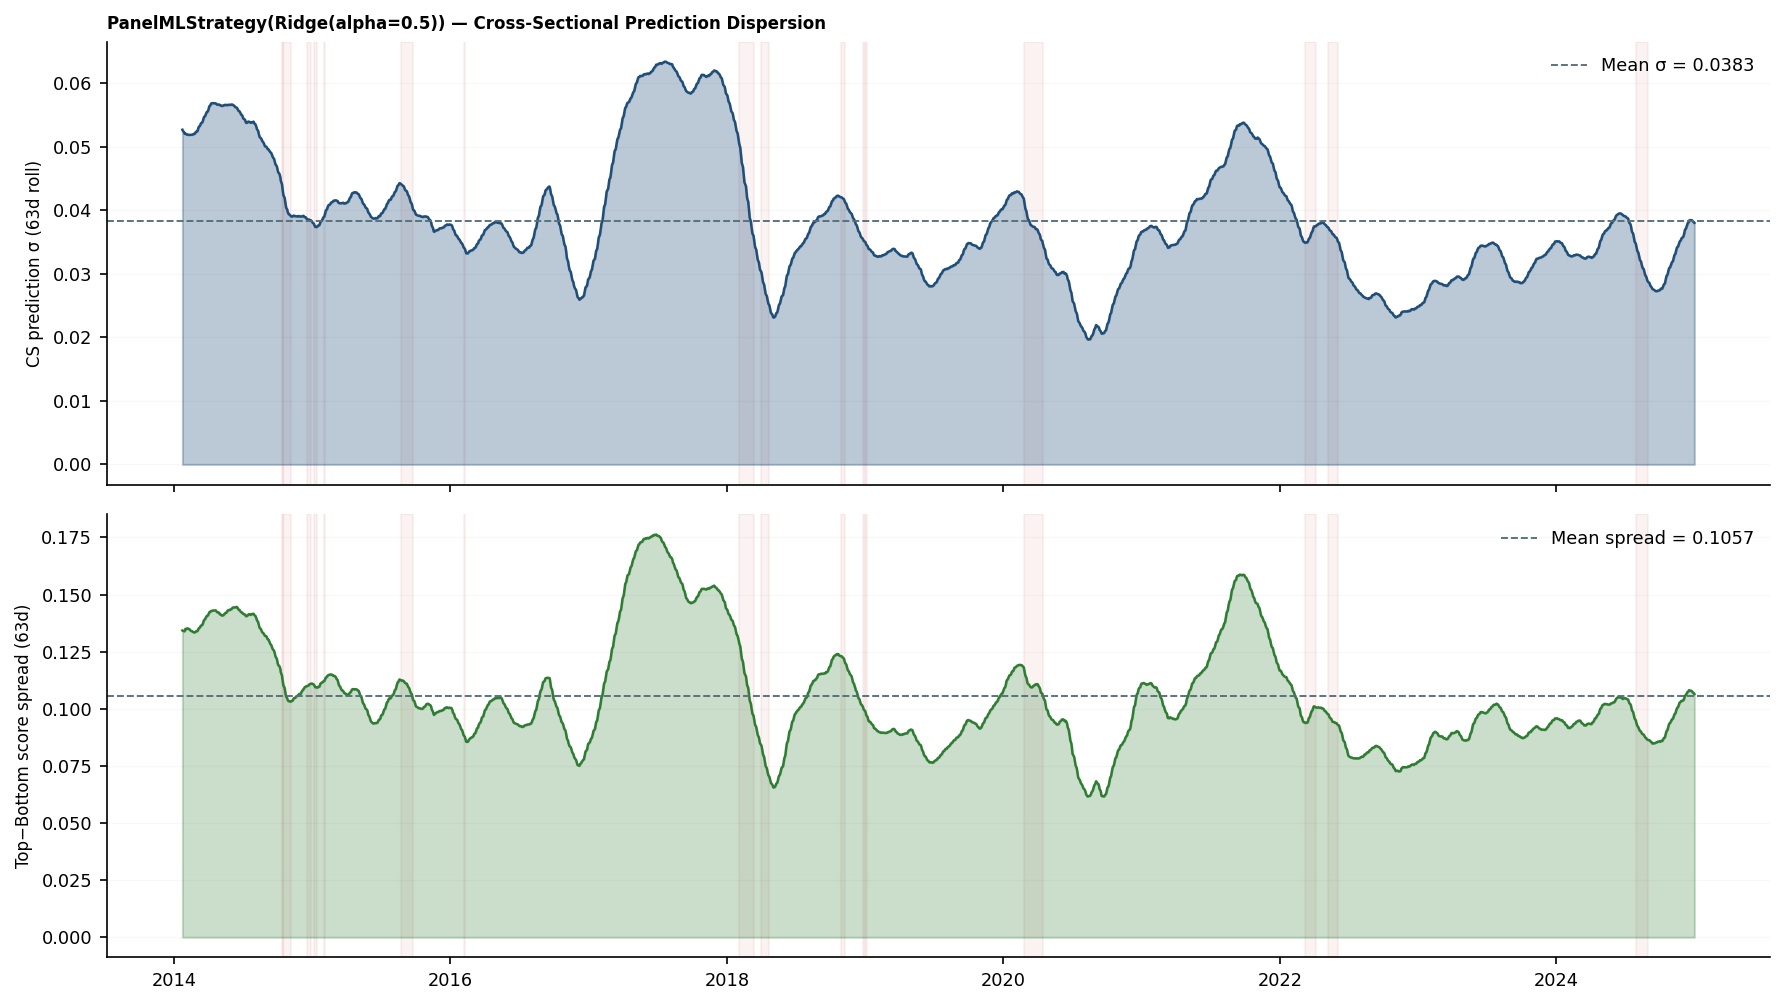 PanelMLStrategy(Ridge(alpha=0.5)) — Cross-Sectional Prediction Dispersion
Mean σ = 0.0383
CS prediction σ (63d roll)
0.06
0.05
0.04
0.03
0.02
0.01
0.00
Mean spread = 0.1057
Top−Bottom score spread (63d)
0.175
0.150
0.125
0.100
0.075
0.050
0.025
0.000
2014 2016 2018 2020 2022 2024